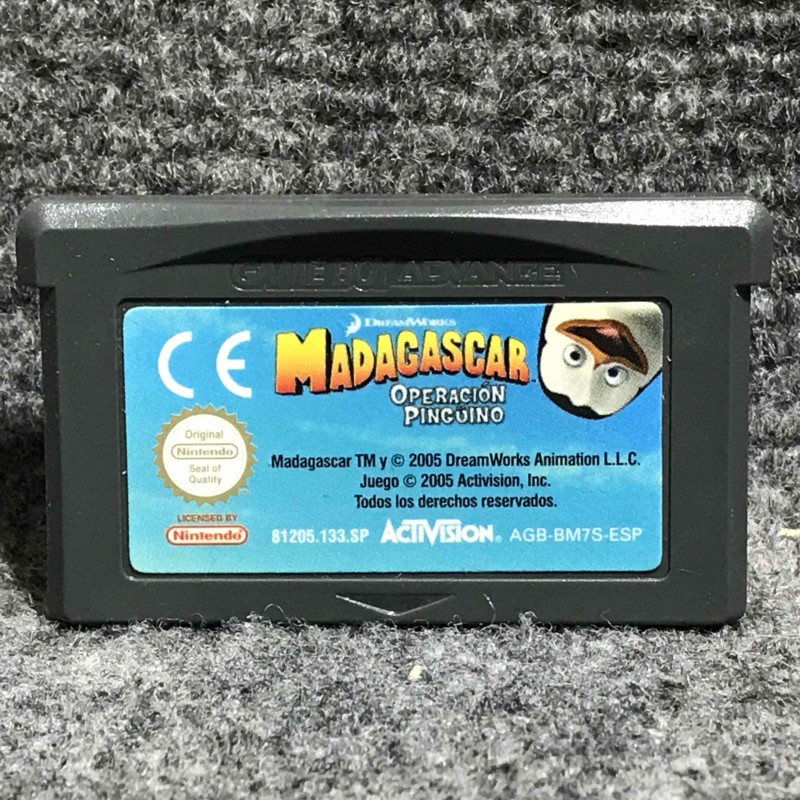 GAME BOY ADVANCE
CE
DREAMWORKS
MADAGASCAR™
OPERACIÓN
PINGÜINO
Original
Nintendo
Seal of
Quality
Madagascar TM y © 2005 DreamWorks Animation L.L.C.
Juego © 2005 Activision, Inc.
Todos los derechos reservados.
LICENSED BY
Nintendo
81205.133.SP ACTIVISION® AGB-BM7S-ESP